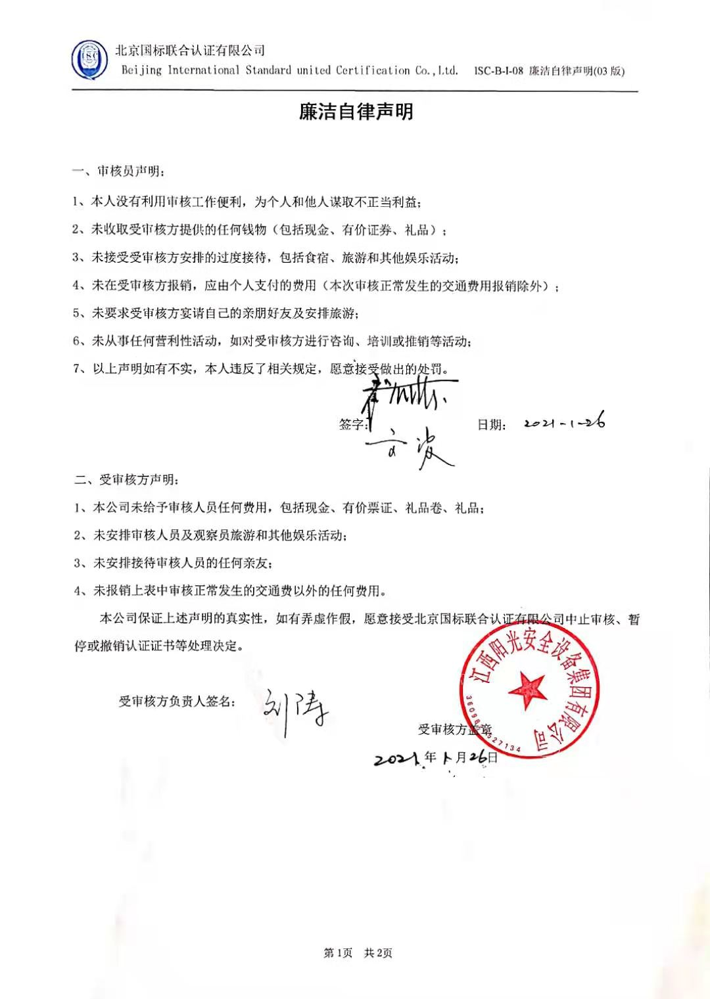 北京国标联合认证有限公司
Beijing International Standard united Certification Co.,Ltd. ISC-B-I-08 廉洁自律声明(03版)
廉洁自律声明
一、审核员声明：
1、本人没有利用审核工作便利，为个人和他人谋取不正当利益；
2、未收取受审核方提供的任何钱物（包括现金、有价证券、礼品）；
3、未接受受审核方安排的过度接待，包括食宿、旅游和其他娱乐活动；
4、未在受审核方报销，应由个人支付的费用（本次审核正常发生的交通费用报销除外）；
5、未要求受审核方宴请自己的亲朋好友及安排旅游；
6、未从事任何营利性活动，如对受审核方进行咨询、培训或推销等活动；
7、以上声明如有不实，本人违反了相关规定，愿意接受做出的处罚。
签字： 日期： 2021-1-26
二、受审核方声明：
1、本公司未给予审核人员任何费用，包括现金、有价票证、礼品卷、礼品；
2、未安排审核人员及观察员旅游和其他娱乐活动；
3、未安排接待审核人员的任何亲友；
4、未报销上表中审核正常发生的交通费以外的任何费用。
本公司保证上述声明的真实性，如有弄虚作假，愿意接受北京国标联合认证有限公司中止审核、暂
停或撤销认证证书等处理决定。
江西阳光安全设备集团有限公司
受审核方负责人签名： 刘涛
受审核方盖章
2021年1月26日
第1页 共2页